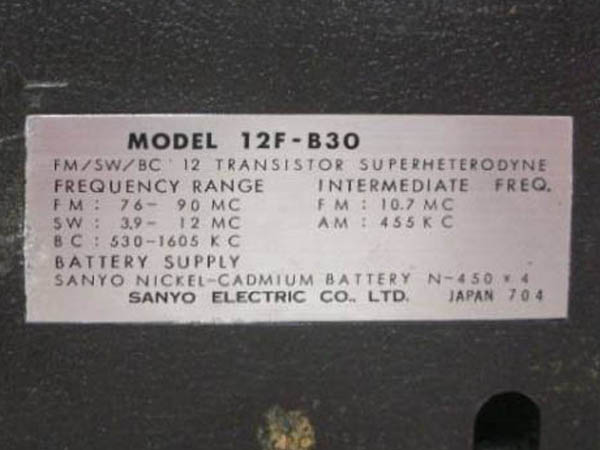 MODEL 12F-B30
FM/SW/BC 12 TRANSISTOR SUPERHETERODYNE
FREQUENCY RANGE INTERMEDIATE FREQ.
FM : 76- 90 MC FM : 10.7 MC
SW : 3.9- 12 MC AM : 455 KC
BC : 530-1605 KC
BATTERY SUPPLY
SANYO NICKEL-CADMIUM BATTERY N-450 × 4
SANYO ELECTRIC CO., LTD. JAPAN 704